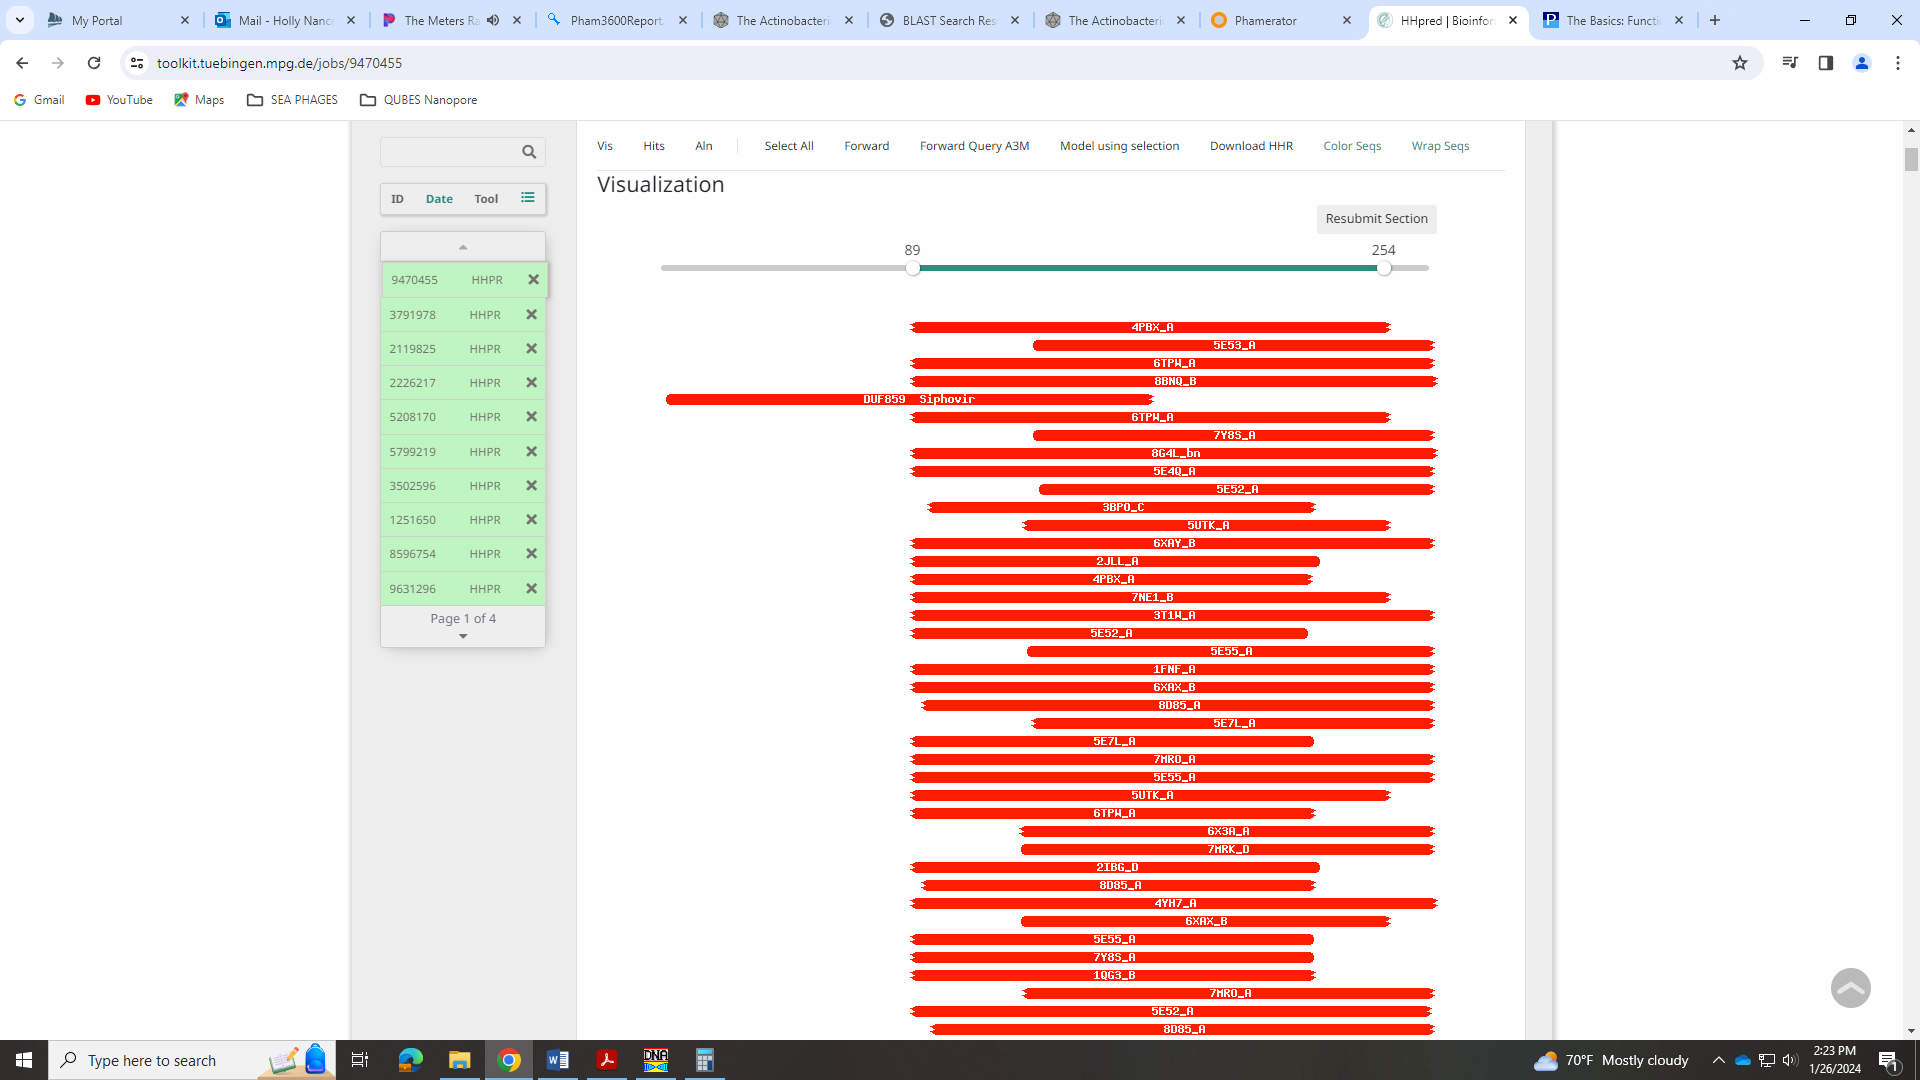 My Portal
Mail - Holly Nance
The Meters Ra
Pham3600Report.
The Actinobacteri
BLAST Search Res
The Actinobacteri
Phamerator
HHpred | Bioinfor
The Basics: Functi
toolkit.tuebingen.mpg.de/jobs/9470455
Gmail
YouTube
Maps
SEA PHAGES
QUBES Nanopore
Vis Hits Aln Select All Forward Forward Query A3M Model using selection Download HHR Color Seqs Wrap Seqs
Visualization
Resubmit Section
89 254
ID Date Tool
9470455 HHPR
3791978 HHPR
2119825 HHPR
2226217 HHPR
5208170 HHPR
5799219 HHPR
3502596 HHPR
1251650 HHPR
8596754 HHPR
9631296 HHPR
Page 1 of 4
4PBX_A
5E53_A
6TPW_A
8BNQ_B
DUF859 Siphovir
6TPW_A
7Y8S_A
8G4L_bn
5E4Q_A
5E52_A
3BPO_C
5UTK_A
6XAY_B
2JLL_A
4PBX_A
7NE1_B
3T1W_A
5E52_A
5E55_A
1FNF_A
6XAX_B
8D85_A
5E7L_A
5E7L_A
7MRO_A
5E55_A
5UTK_A
6TPW_A
6X3A_A
7MRK_D
2IBG_D
8D85_A
4YH7_A
6XAX_B
5E55_A
7Y8S_A
1QG3_B
7MRO_A
5E52_A
8D85_A
Type here to search
DNA
70°F Mostly cloudy
2:23 PM
1/26/2024
1